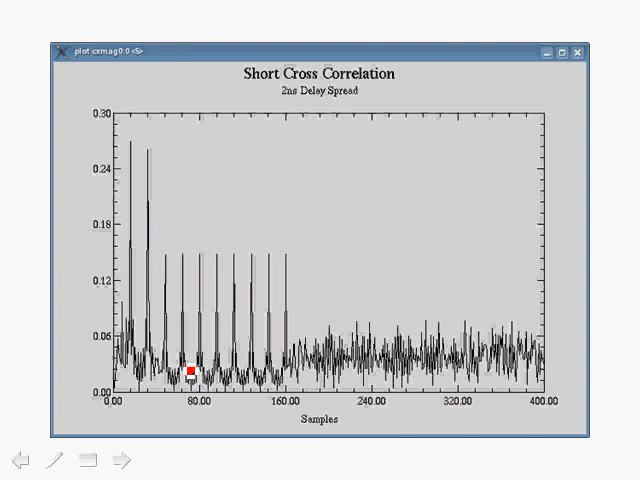 plot cxmag0:0<S>
Short Cross Correlation
2ns Delay Spread
0.30
0.24
0.18
0.12
0.06
0.00
0.00 80.00 160.00 240.00 320.00 400.00
Samples